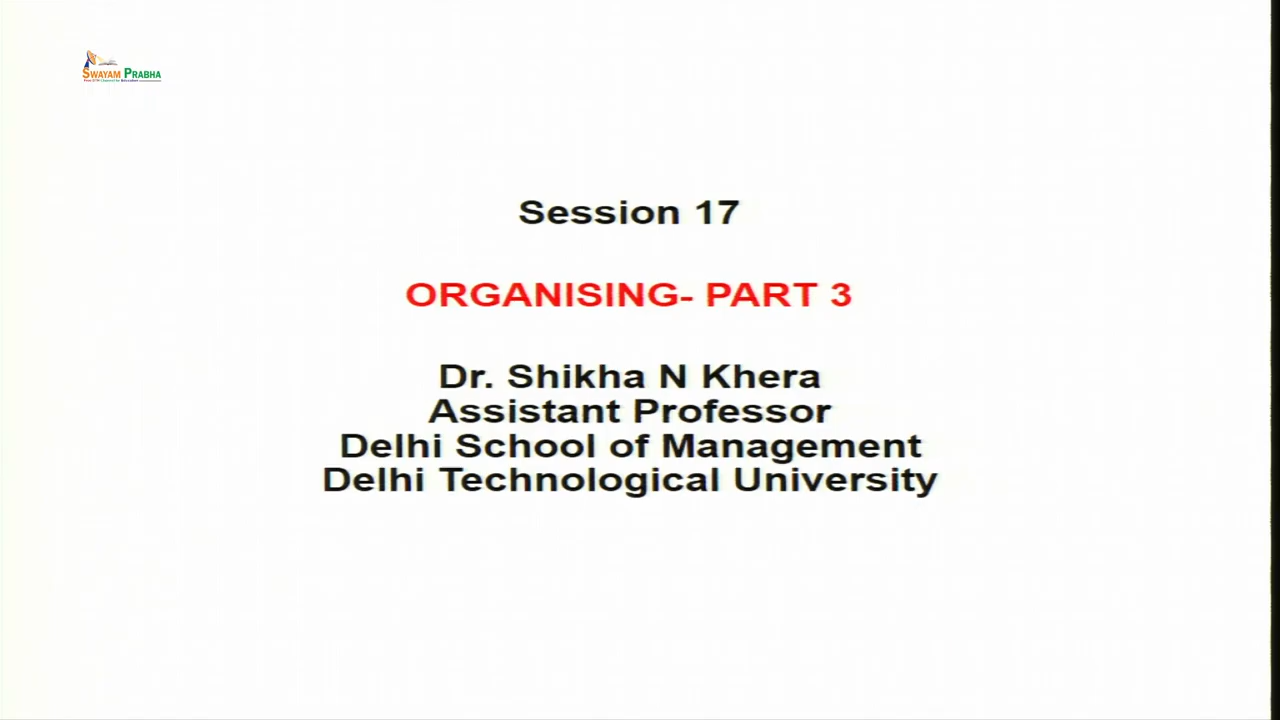 SWAYAM PRABHA
Session 17
ORGANISING- PART 3
Dr. Shikha N Khera
Assistant Professor
Delhi School of Management
Delhi Technological University